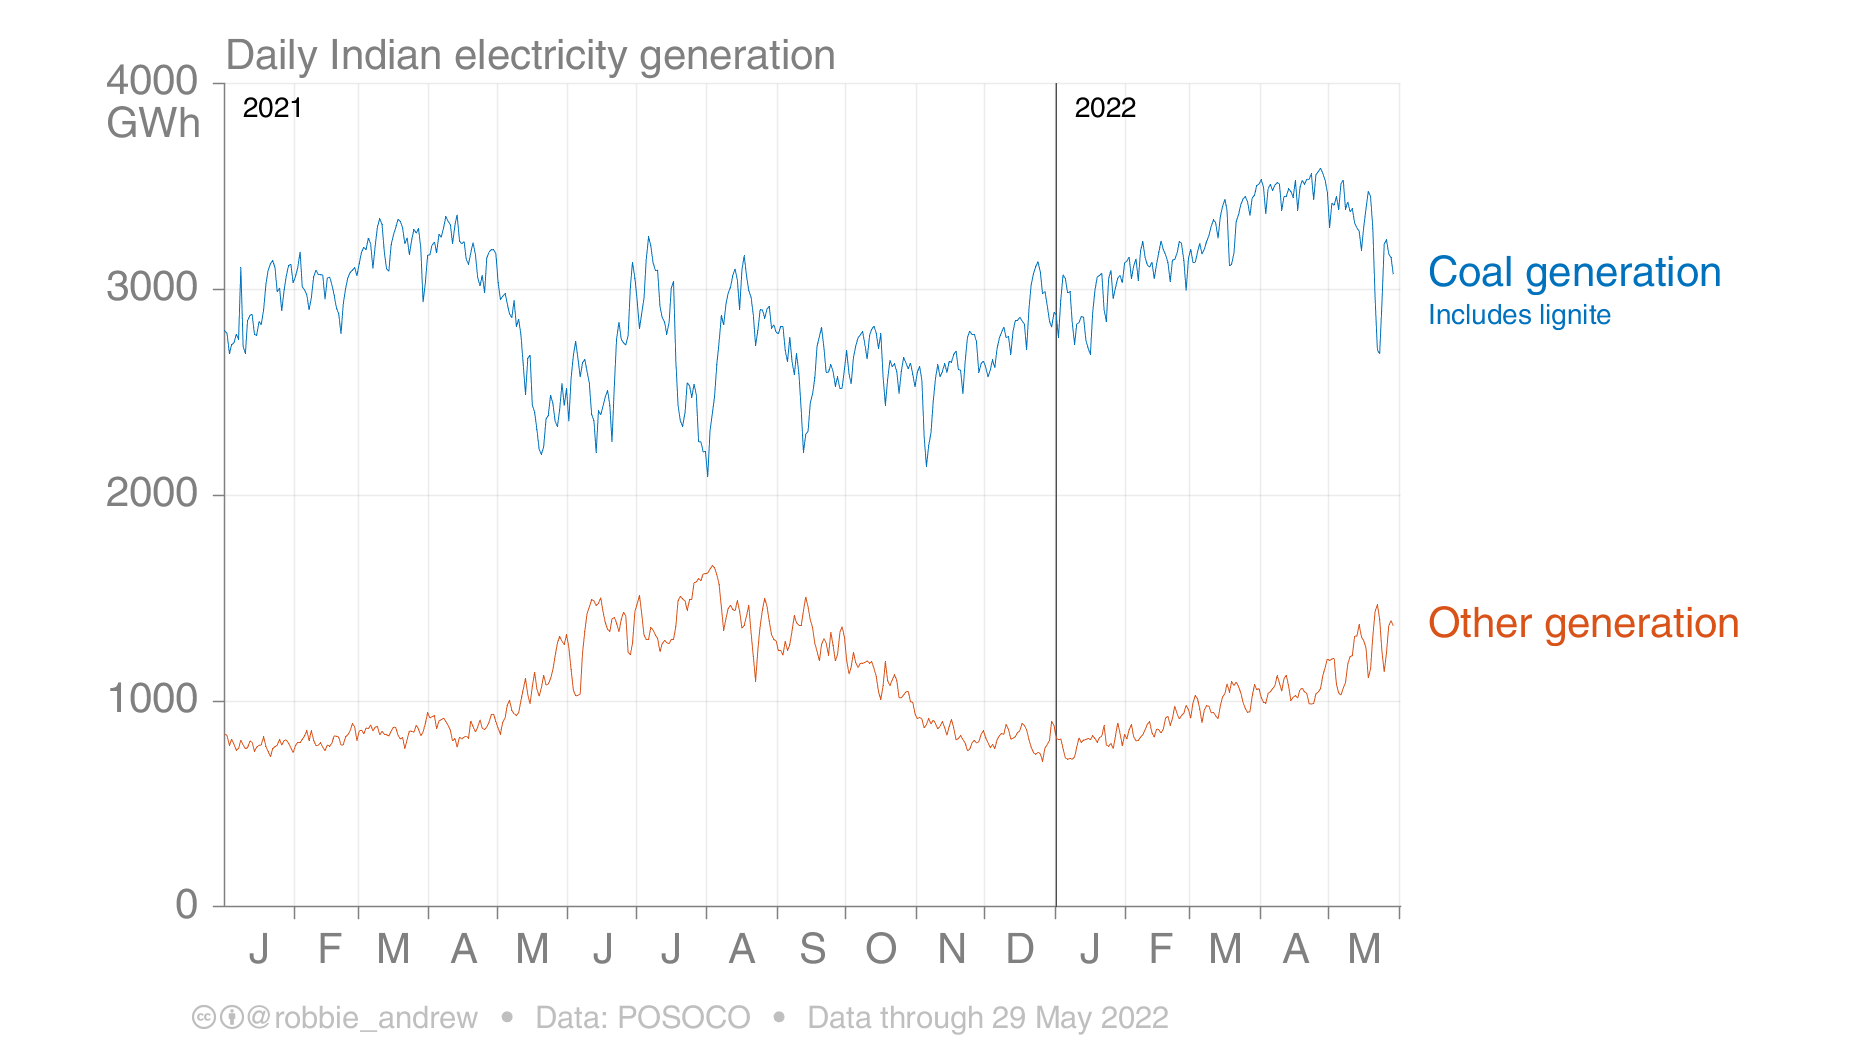 Daily Indian electricity generation
4000
GWh
2021
2022
3000
2000
1000
0
Coal generation
Includes lignite
Other generation
J F M A M J J A S O N D J F M A M
@robbie_andrew • Data: POSOCO • Data through 29 May 2022